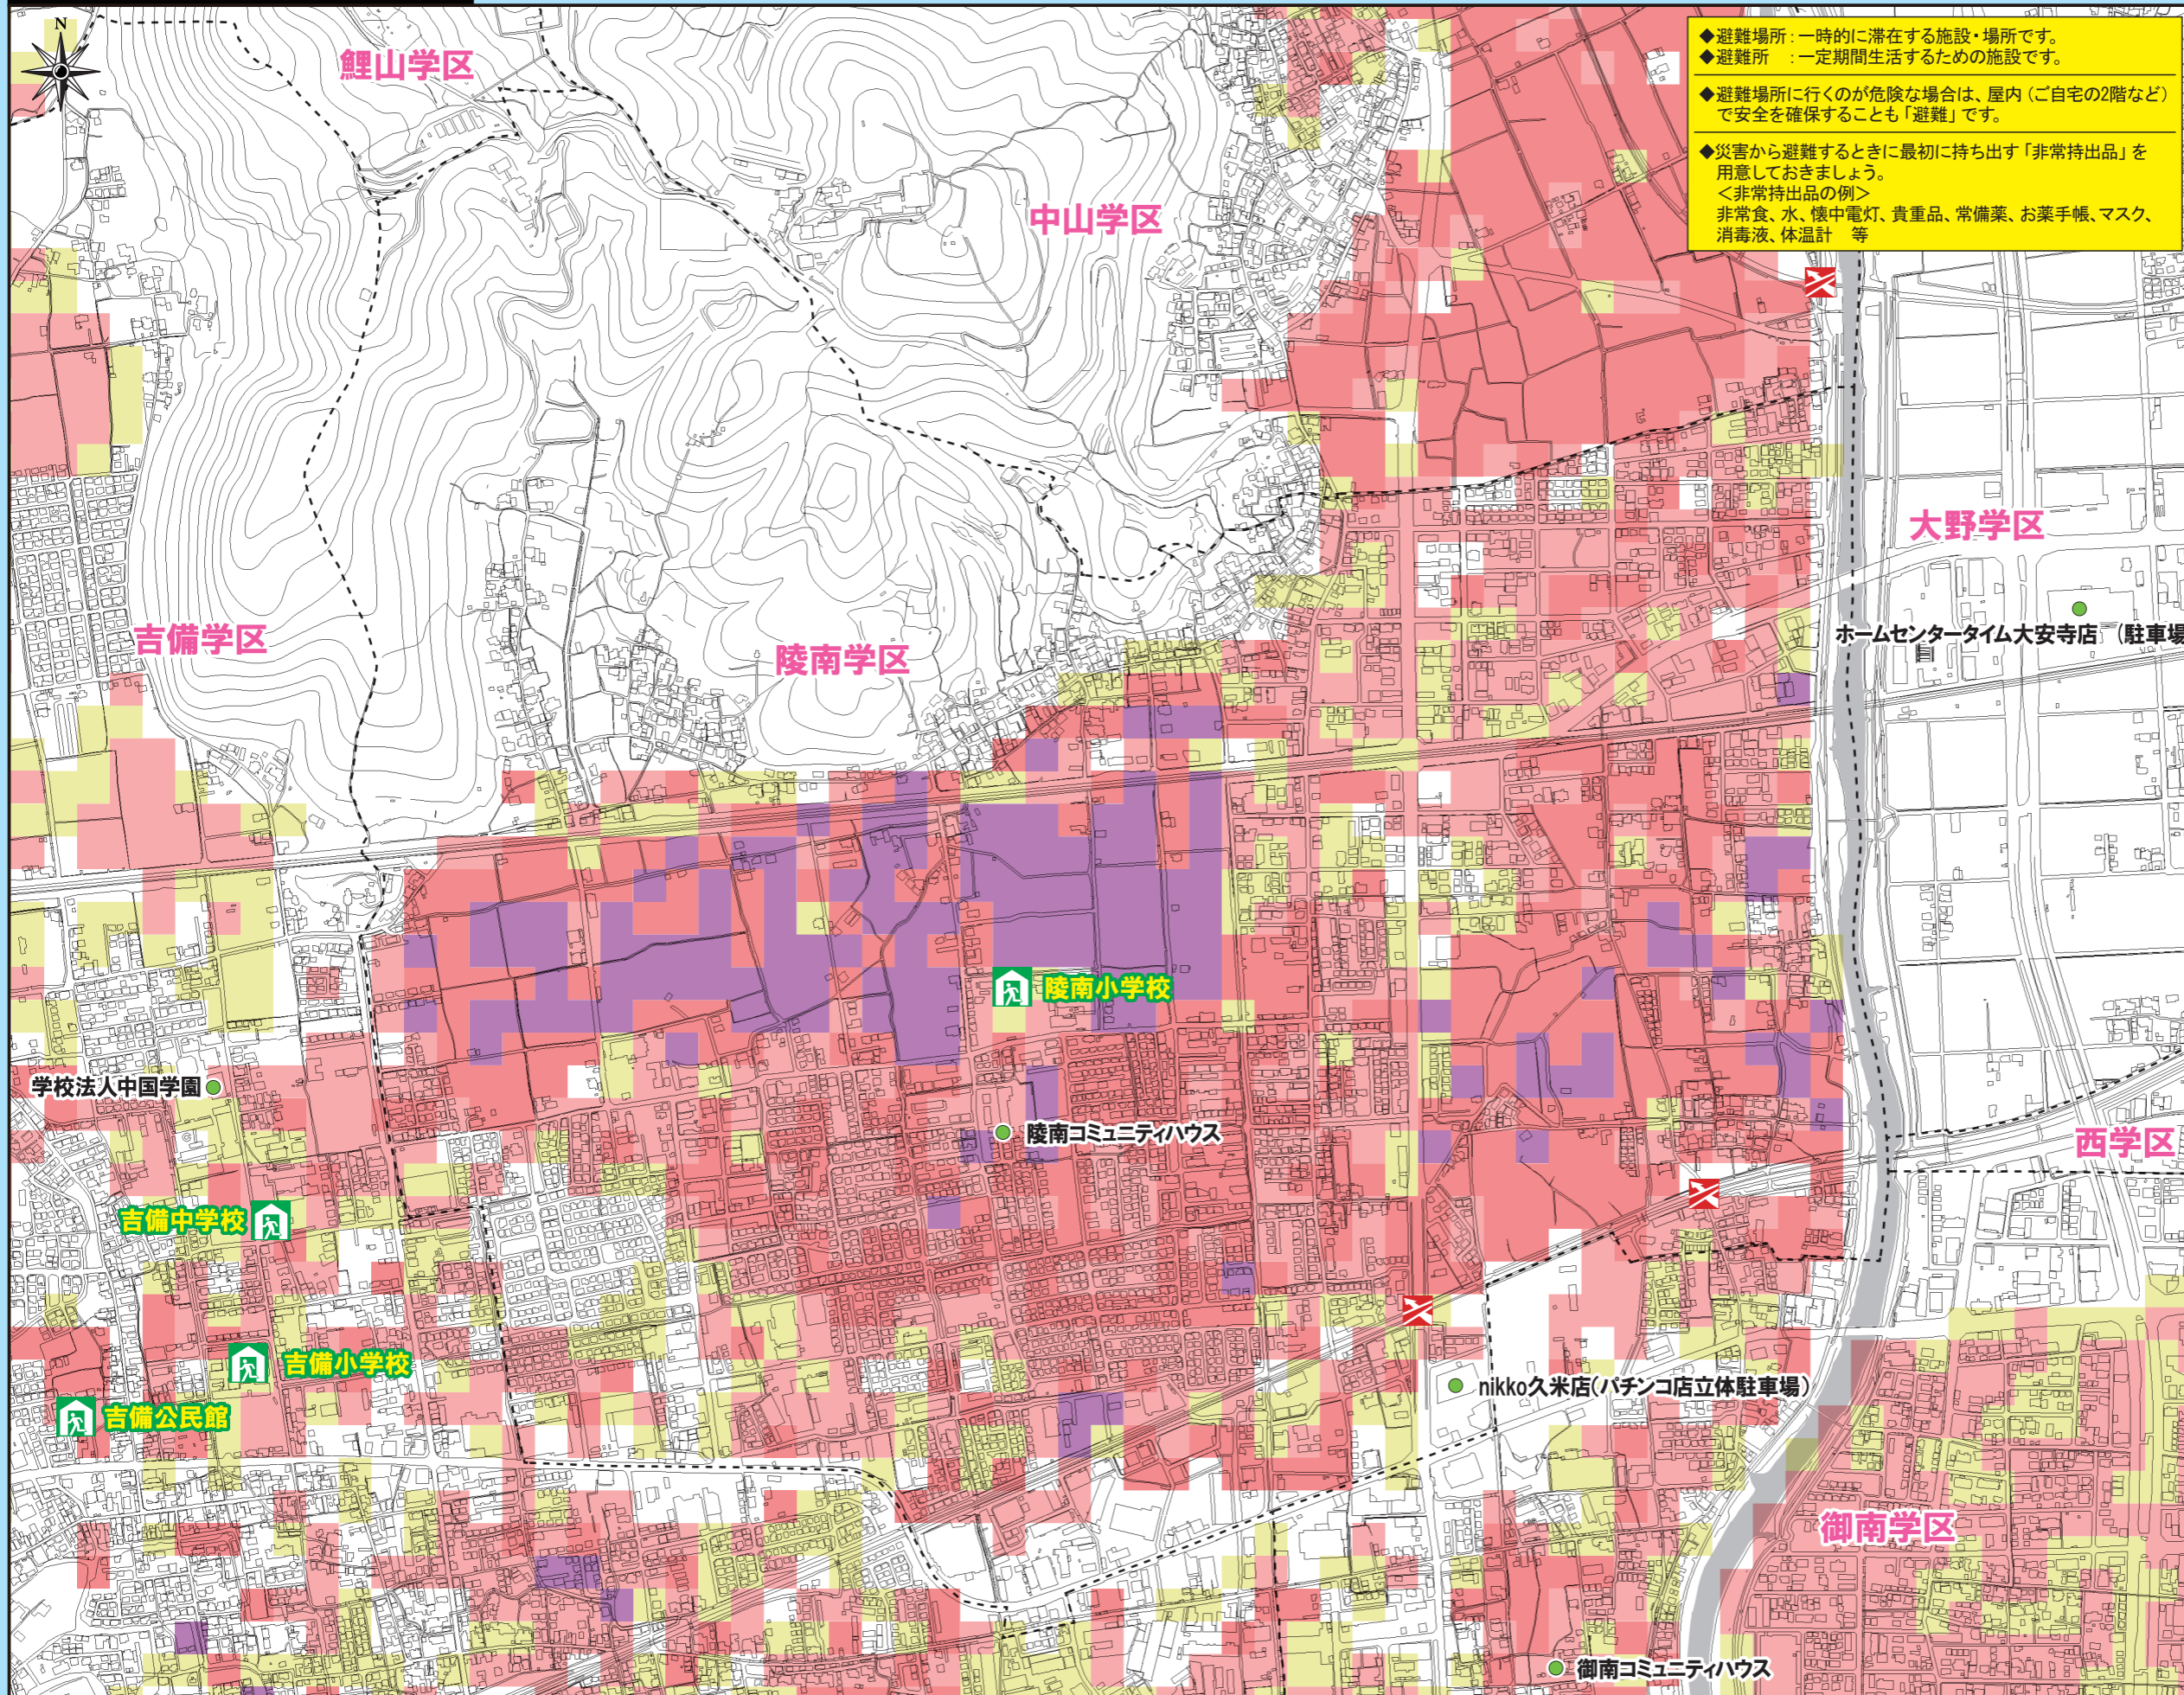 N
鯉山学区
◆避難場所：一時的に滞在する施設・場所です。
◆避難所　：一定期間生活するための施設です。
◆避難場所に行くのが危険な場合は、屋内（ご自宅の2階など）
で安全を確保することも「避難」です。
◆災害から避難するときに最初に持ち出す「非常持出品」を
用意しておきましょう。
＜非常持出品の例＞
非常食、水、懐中電灯、貴重品、常備薬、お薬手帳、マスク、
消毒液、体温計　等
中山学区
大野学区
吉備学区
陵南学区
ホームセンタータイム大安寺店　（駐車場
陵南小学校
学校法人中国学園
陵南コミュニティハウス
西学区
吉備中学校
吉備小学校
nikko久米店（パチンコ店立体駐車場）
吉備公民館
御南学区
御南コミュニティハウス